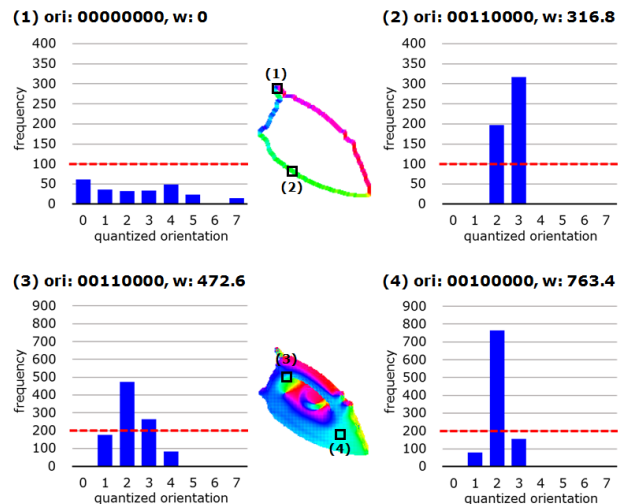 (1) ori: 00000000, w: 0
(2) ori: 00110000, w: 316.8
400
350
300
250
200
150
100
50
0
frequency
0 1 2 3 4 5 6 7
quantized orientation
(1)
(2)
400
350
300
250
200
150
100
50
0
frequency
0 1 2 3 4 5 6 7
quantized orientation
(3) ori: 00110000, w: 472.6
(4) ori: 00100000, w: 763.4
900
800
700
600
500
400
300
200
100
0
frequency
0 1 2 3 4 5 6 7
quantized orientation
(3)
(4)
900
800
700
600
500
400
300
200
100
0
frequency
0 1 2 3 4 5 6 7
quantized orientation